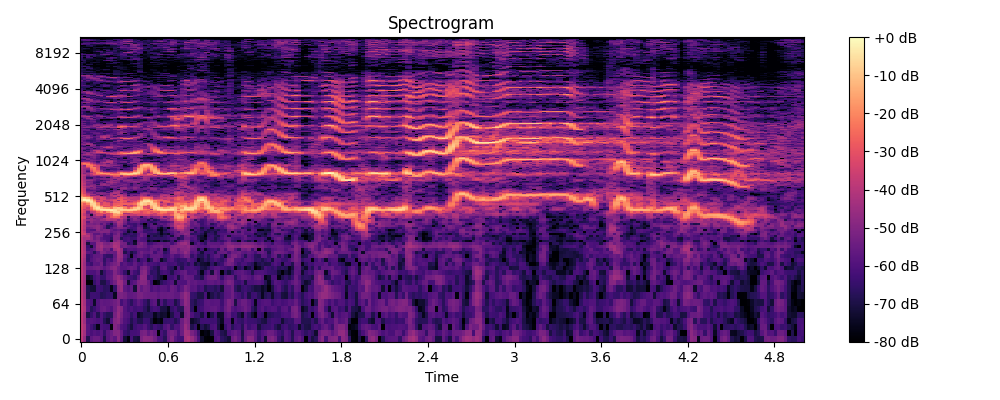 Spectrogram
Frequency
8192
4096
2048
1024
512
256
128
64
0
0 0.6 1.2 1.8 2.4 3 3.6 4.2 4.8
Time
+0 dB
-10 dB
-20 dB
-30 dB
-40 dB
-50 dB
-60 dB
-70 dB
-80 dB